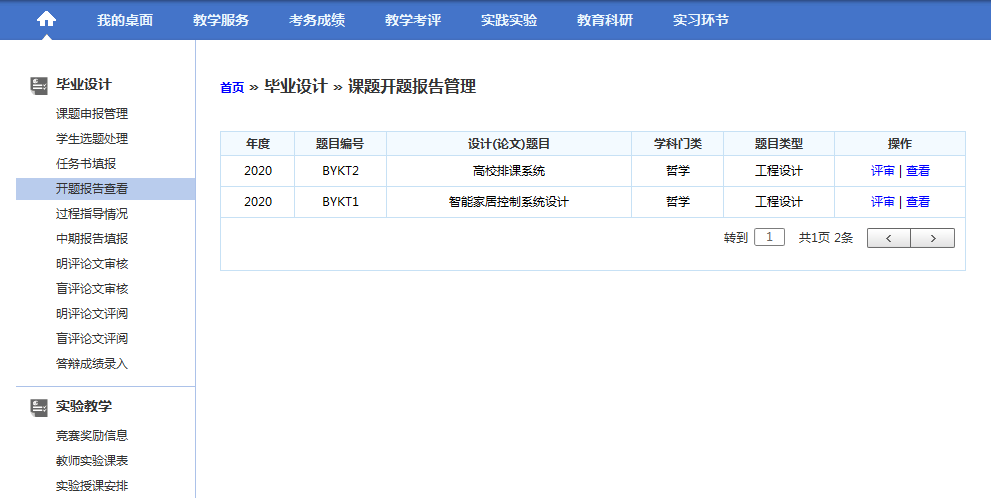 我的桌面 教学服务 考务成绩 教学考评 实践实验 教育科研 实习环节
毕业设计
课题申报管理
学生选题处理
任务书填报
开题报告查看
过程指导情况
中期报告填报
明评论文审核
盲评论文审核
明评论文评阅
盲评论文评阅
答辩成绩录入
实验教学
竞赛奖励信息
教师实验课表
实验授课安排
首页 » 毕业设计 » 课题开题报告管理
年度 题目编号 设计(论文)题目 学科门类 题目类型 操作
2020 BYKT2 高校排课系统 哲学 工程设计 评审 | 查看
2020 BYKT1 智能家居控制系统设计 哲学 工程设计 评审 | 查看
转到 1 共1页 2条